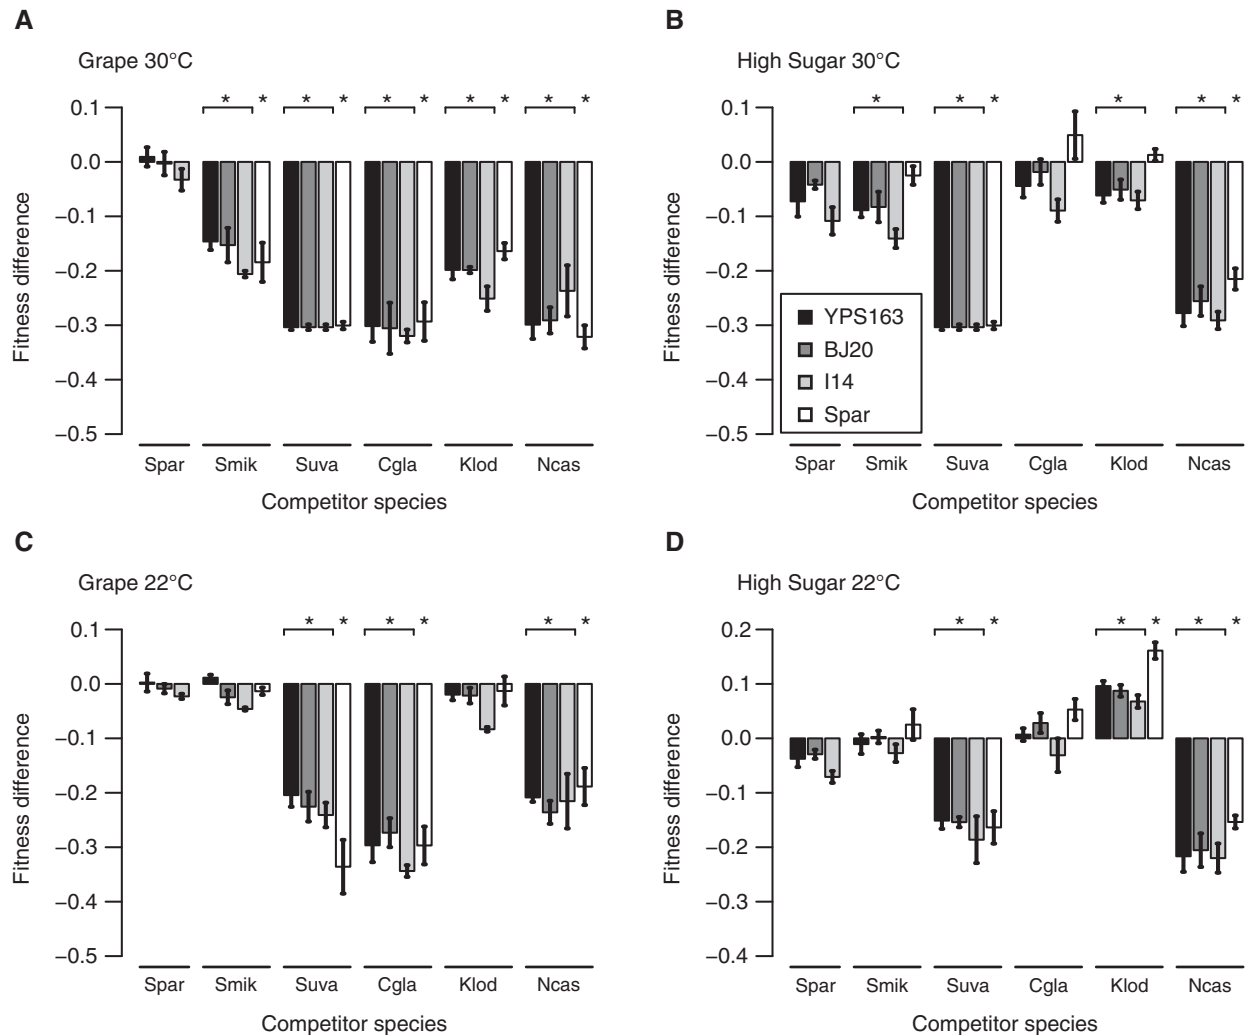 A
Grape 30°C
* * * * * * * * * *
0.1
0.0
−0.1
−0.2
−0.3
−0.4
−0.5
Fitness difference
Spar Smik Suva Cgla Klod Ncas
Competitor species
B
High Sugar 30°C
* * * * * *
0.1
0.0
−0.1
−0.2
−0.3
−0.4
−0.5
Fitness difference
YPS163
BJ20
I14
Spar
Spar Smik Suva Cgla Klod Ncas
Competitor species
C
Grape 22°C
* * * * * *
0.1
0.0
−0.1
−0.2
−0.3
−0.4
−0.5
Fitness difference
Spar Smik Suva Cgla Klod Ncas
Competitor species
D
High Sugar 22°C
* * * * * *
0.2
0.1
0.0
−0.1
−0.2
−0.3
−0.4
Fitness difference
Spar Smik Suva Cgla Klod Ncas
Competitor species